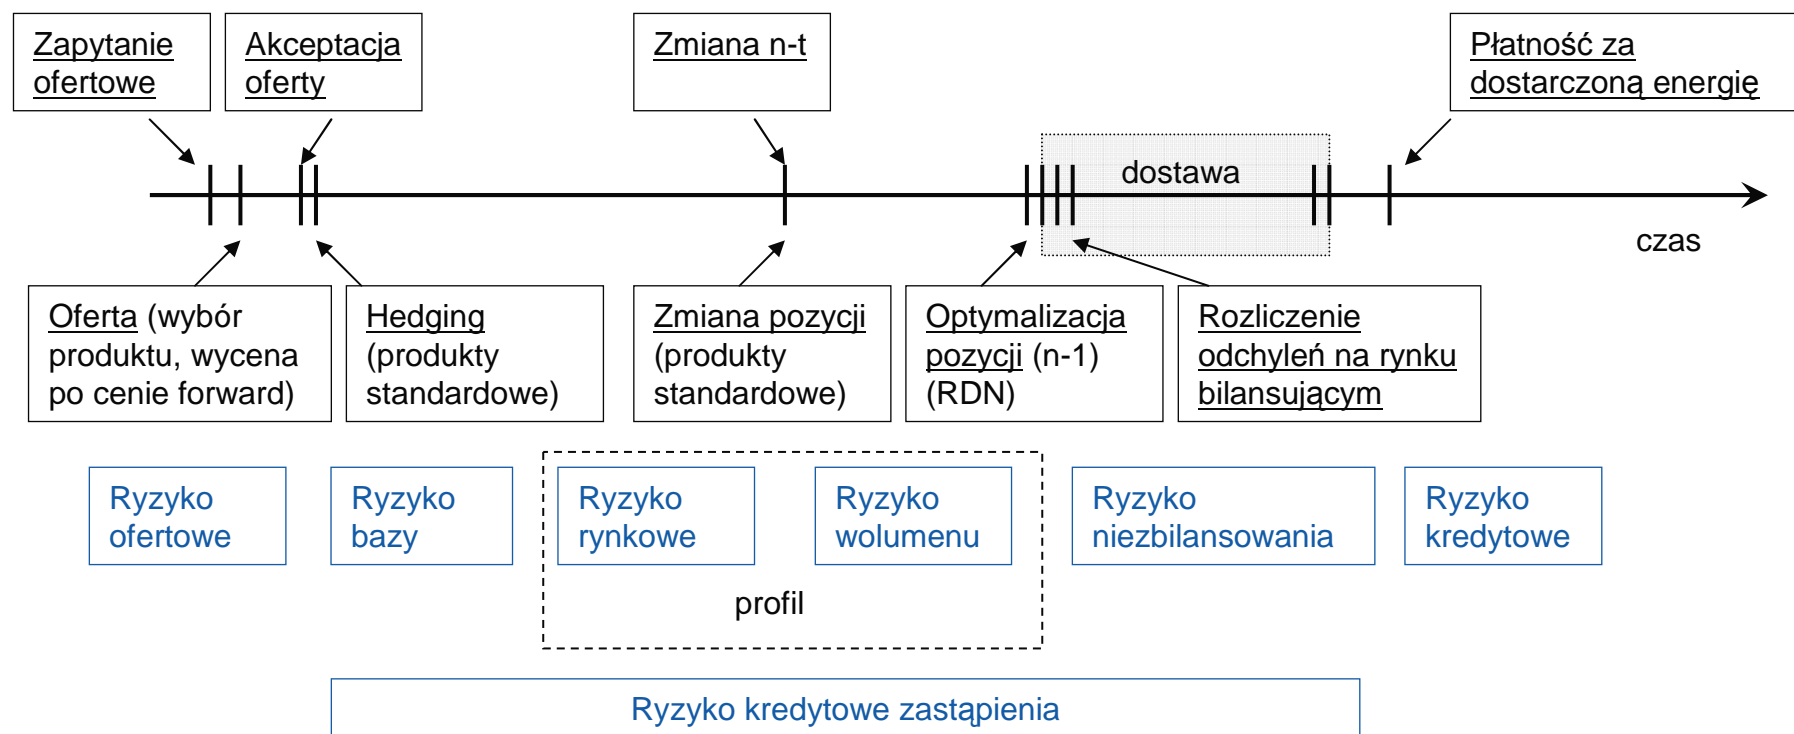 Zapytanie
ofertowe
Akceptacja
oferty
Zmiana n-t
Płatność za
dostarczoną energię
dostawa
czas
Oferta (wybór
produktu, wycena
po cenie forward)
Hedging
(produkty
standardowe)
Zmiana pozycji
(produkty
standardowe)
Optymalizacja
pozycji (n-1)
(RDN)
Rozliczenie
odchyleń na rynku
bilansującym
Ryzyko
ofertowe
Ryzyko
bazy
Ryzyko
rynkowe
Ryzyko
wolumenu
Ryzyko
niezbilansowania
Ryzyko
kredytowe
profil
Ryzyko kredytowe zastąpienia